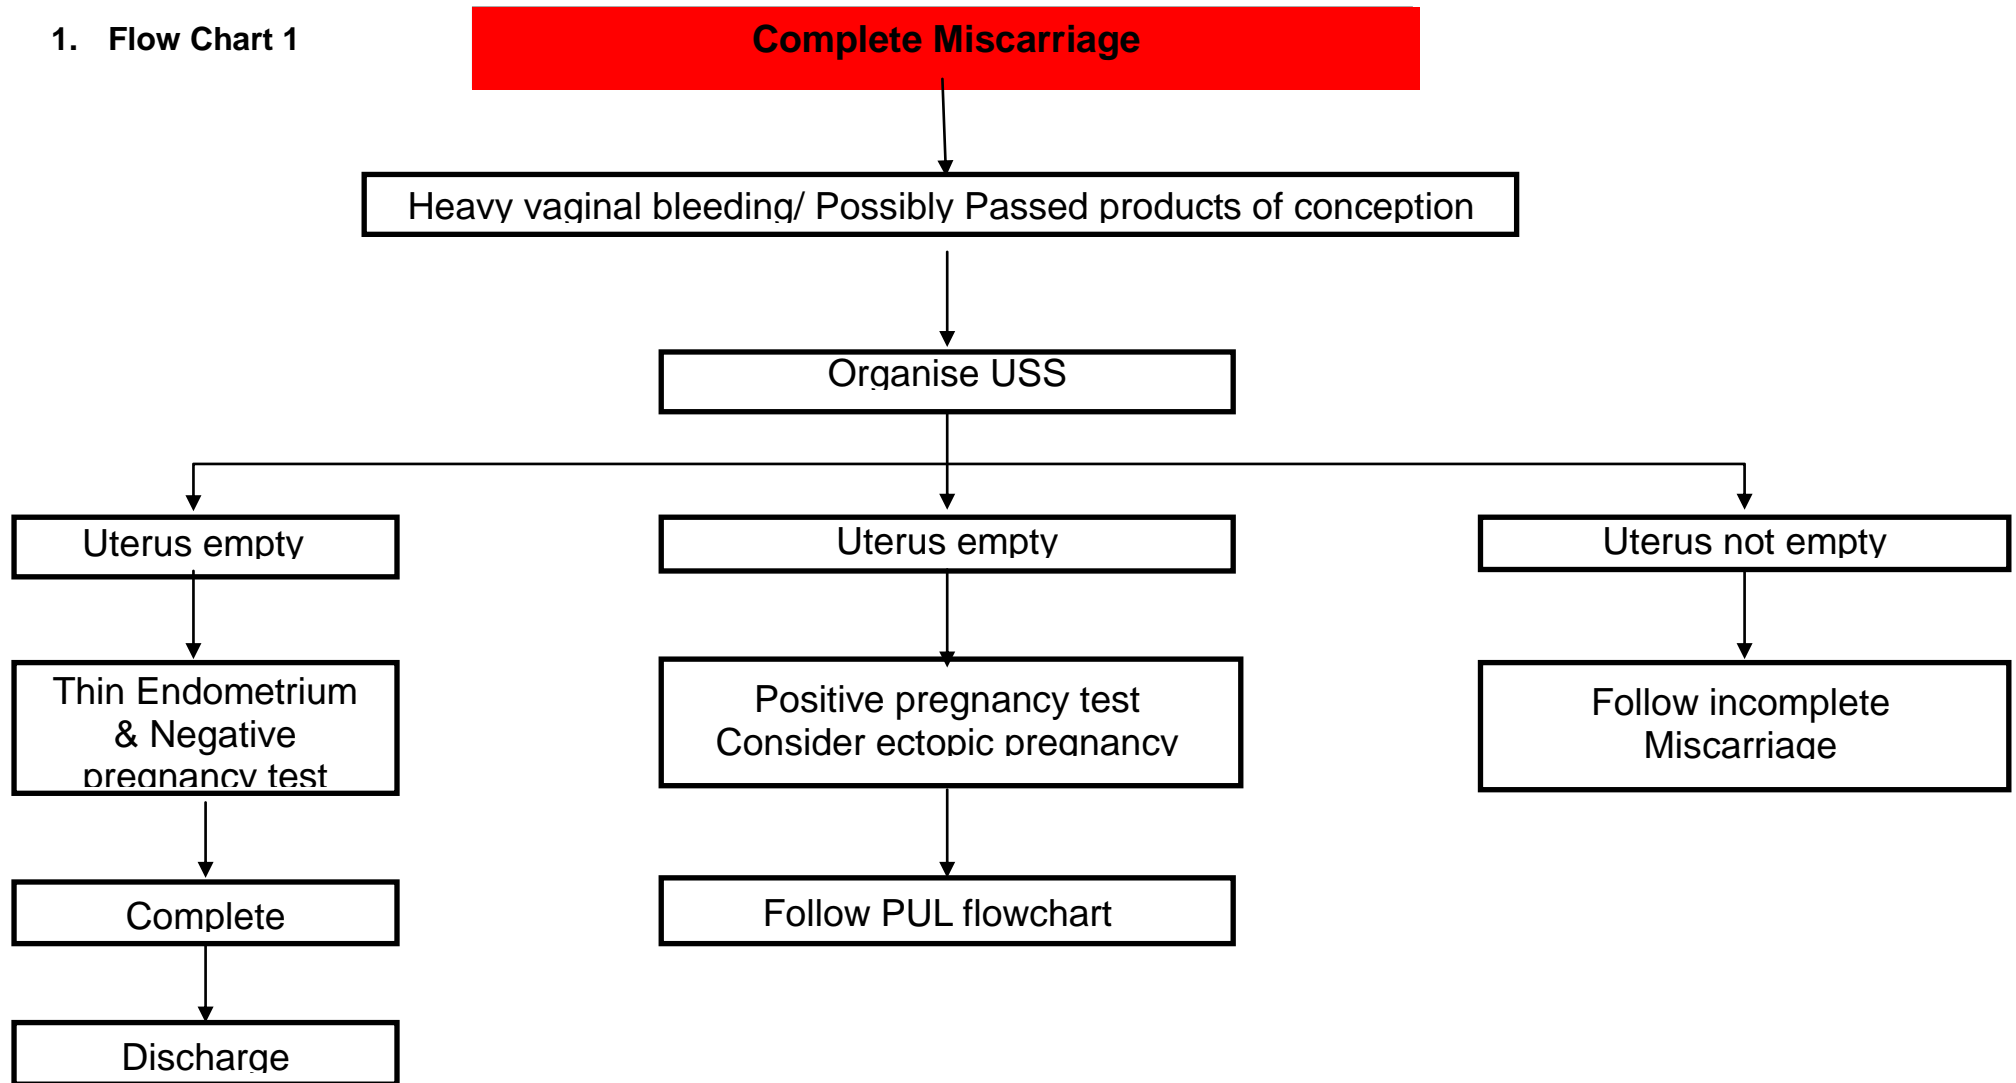 1. Flow Chart 1
Complete Miscarriage
Heavy vaginal bleeding/ Possibly Passed products of conception
Organise USS
Uterus empty
Uterus empty
Uterus not empty
Thin Endometrium
& Negative
pregnancy test
Positive pregnancy test
Consider ectopic pregnancy
Follow incomplete
Miscarriage
Complete
Follow PUL flowchart
Discharge